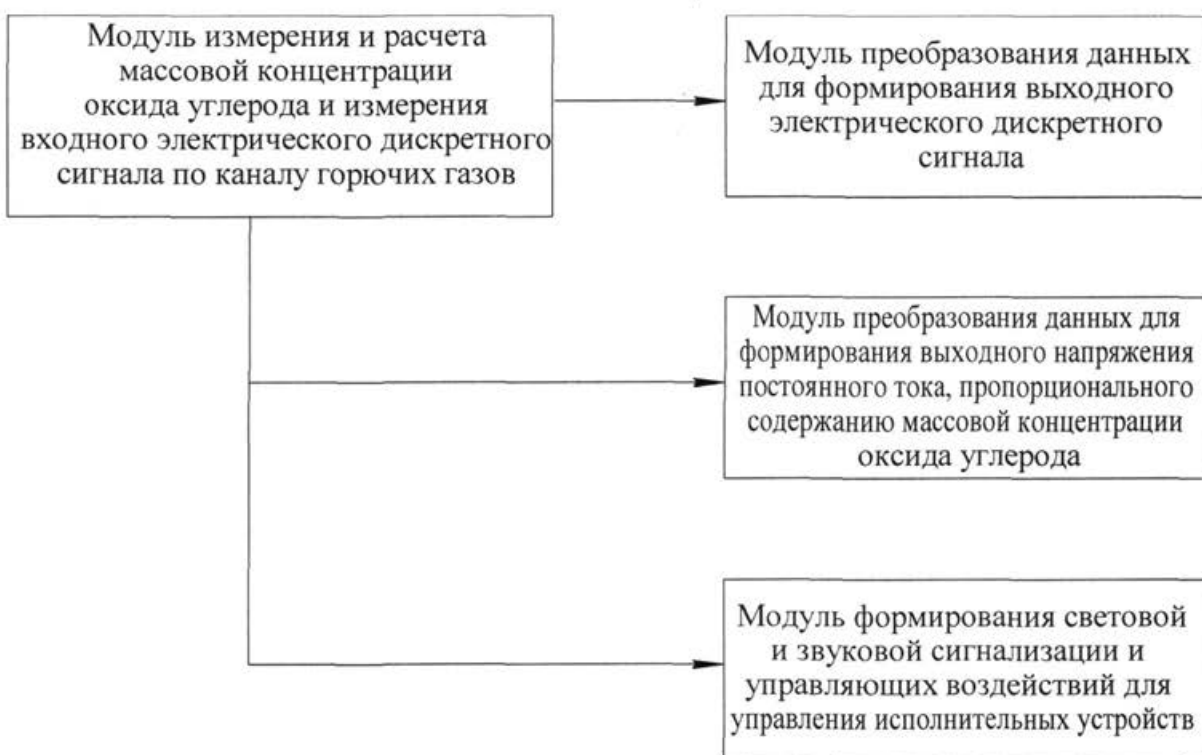 Модуль измерения и расчета
массовой концентрации
оксида углерода и измерения
входного электрического дискретного
сигнала по каналу горючих газов
Модуль преобразования данных
для формирования выходного
электрического дискретного
сигнала
Модуль преобразования данных для
формирования выходного напряжения
постоянного тока, пропорционального
содержанию массовой концентрации
оксида углерода
Модуль формирования световой
и звуковой сигнализации и
управляющих воздействий для
управления исполнительных устройств